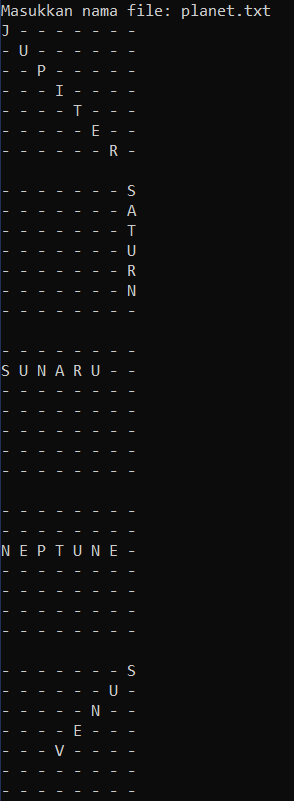 Masukkan nama file: planet.txt
J - - - - - - -
- U - - - - - -
- - P - - - - -
- - - I - - - -
- - - - T - - -
- - - - - E - -
- - - - - - R -

- - - - - - - S
- - - - - - - A
- - - - - - - T
- - - - - - - U
- - - - - - - R
- - - - - - - N
- - - - - - - -

- - - - - - - -
S U N A R U - -
- - - - - - - -
- - - - - - - -
- - - - - - - -
- - - - - - - -
- - - - - - - -

- - - - - - - -
- - - - - - - -
N E P T U N E -
- - - - - - - -
- - - - - - - -
- - - - - - - -
- - - - - - - -

- - - - - - - S
- - - - - - U -
- - - - - N - -
- - - - E - - -
- - - V - - - -
- - - - - - - -
- - - - - - - -